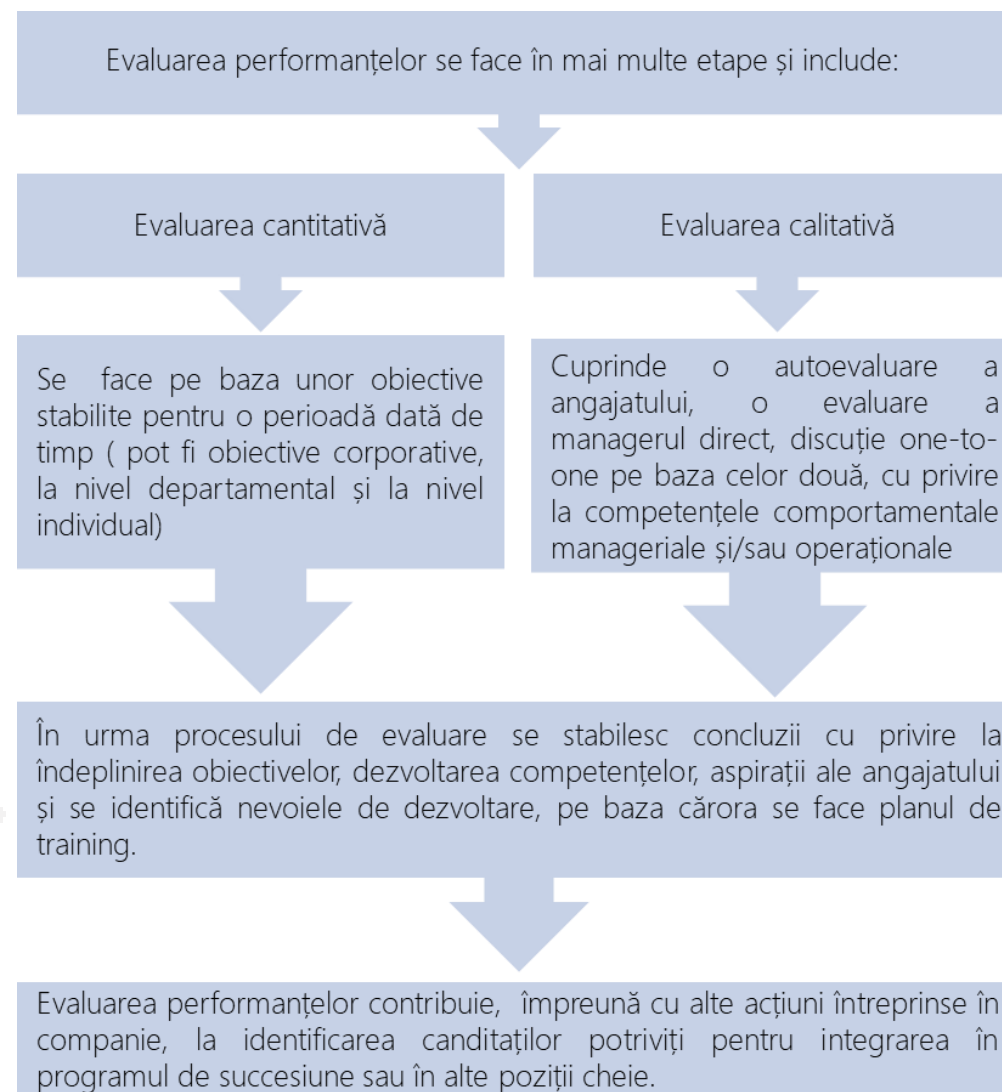 Evaluarea performanțelor se face în mai multe etape și include:
Evaluarea cantitativă
Evaluarea calitativă
Se face pe baza unor obiective
stabilite pentru o perioadă dată de
timp ( pot fi obiective corporative,
la nivel departamental și la nivel
individual)
Cuprinde o autoevaluare a
angajatului, o evaluare a
managerul direct, discuție one-to-
one pe baza celor două, cu privire
la competențele comportamentale
manageriale și/sau operaționale
În urma procesului de evaluare se stabilesc concluzii cu privire la
îndeplinirea obiectivelor, dezvoltarea competențelor, aspirații ale angajatului
și se identifică nevoiele de dezvoltare, pe baza cărora se face planul de
training.
Evaluarea performanțelor contribuie, împreună cu alte acțiuni întreprinse în
companie, la identificarea canditaților potriviți pentru integrarea în
programul de succesiune sau în alte poziții cheie.